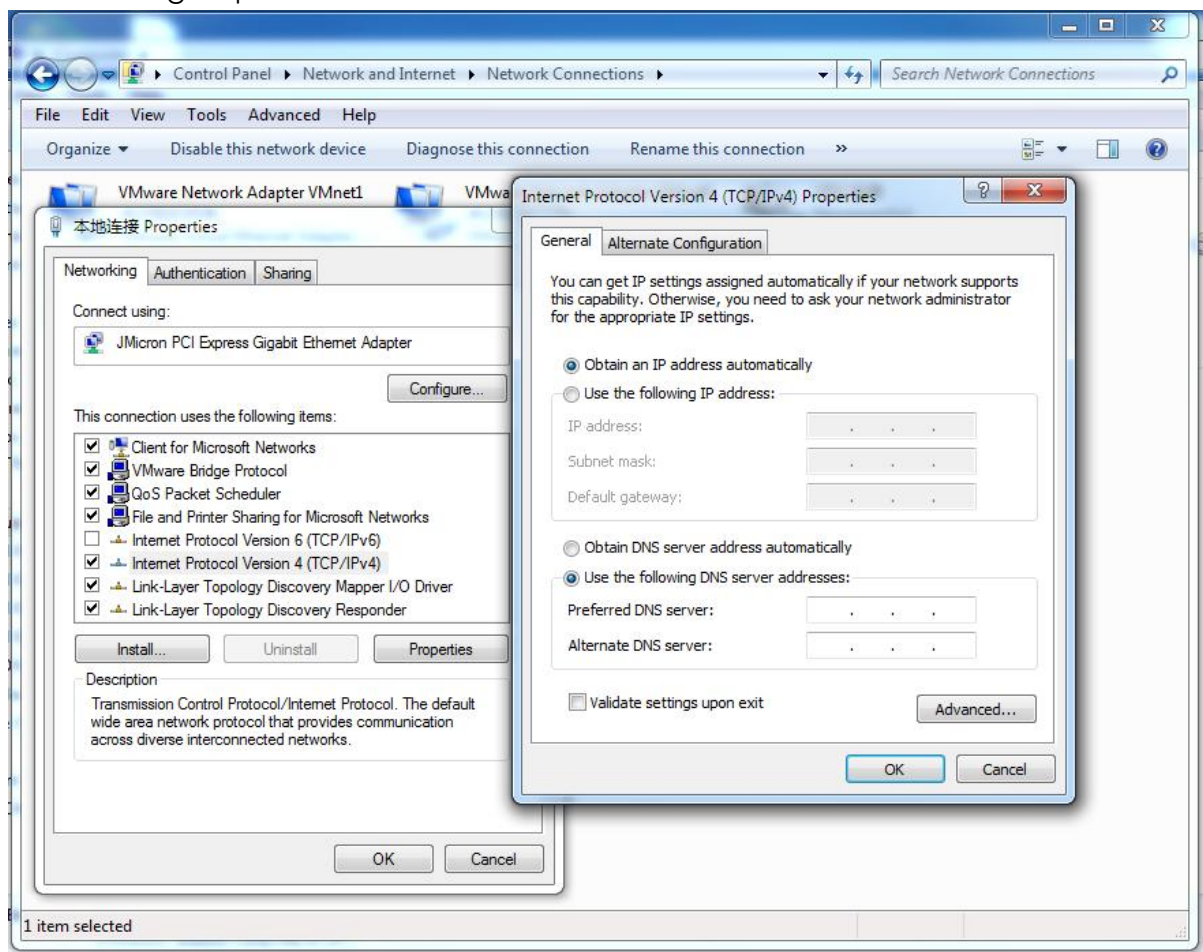 Control Panel ▸ Network and Internet ▸ Network Connections ▸
Search Network Connections
File Edit View Tools Advanced Help
Organize Disable this network device Diagnose this connection Rename this connection »
VMware Network Adapter VMnet1
本地连接 Properties
Networking Authentication Sharing
Connect using:
JMicron PCI Express Gigabit Ethernet Adapter
Configure...
This connection uses the following items:
Client for Microsoft Networks
VMware Bridge Protocol
QoS Packet Scheduler
File and Printer Sharing for Microsoft Networks
Internet Protocol Version 6 (TCP/IPv6)
Internet Protocol Version 4 (TCP/IPv4)
Link-Layer Topology Discovery Mapper I/O Driver
Link-Layer Topology Discovery Responder
Install... Uninstall Properties
Description
Transmission Control Protocol/Internet Protocol. The default
wide area network protocol that provides communication
across diverse interconnected networks.
OK Cancel
Internet Protocol Version 4 (TCP/IPv4) Properties
General Alternate Configuration
You can get IP settings assigned automatically if your network supports
this capability. Otherwise, you need to ask your network administrator
for the appropriate IP settings.
Obtain an IP address automatically
Use the following IP address:
IP address:
Subnet mask:
Default gateway:
Obtain DNS server address automatically
Use the following DNS server addresses:
Preferred DNS server:
Alternate DNS server:
Validate settings upon exit
Advanced...
OK Cancel
1 item selected